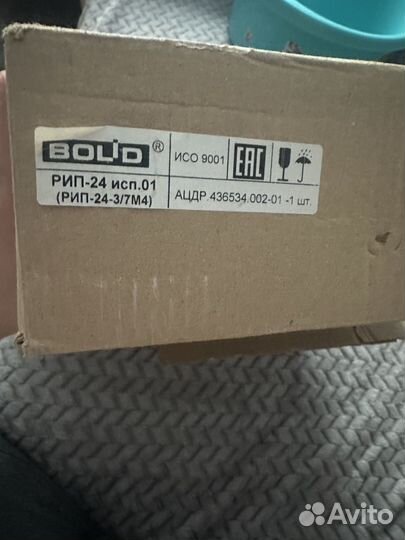 BOLID ®
ИСО 9001
EAC
РИП-24 исп.01
(РИП-24-3/7М4)
АЦДР.436534.002-01 -1 шт.
Avito